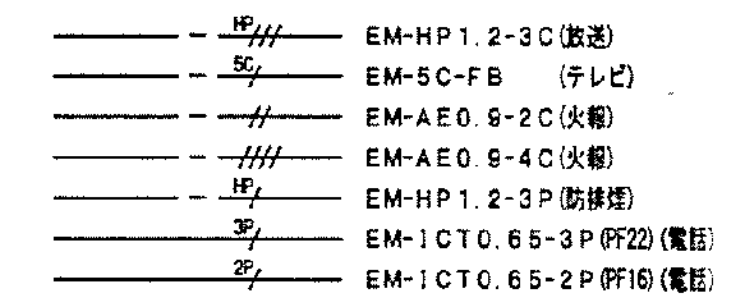 HP EM-HP1.2-3C(放送)
5C EM-5C-FB (テレビ)
EM-AE0.9-2C(火報)
EM-AE0.9-4C(火報)
HP EM-HP1.2-3P(防排煙)
3P EM-ICT0.65-3P(PF22)(電話)
2P EM-ICT0.65-2P(PF16)(電話)